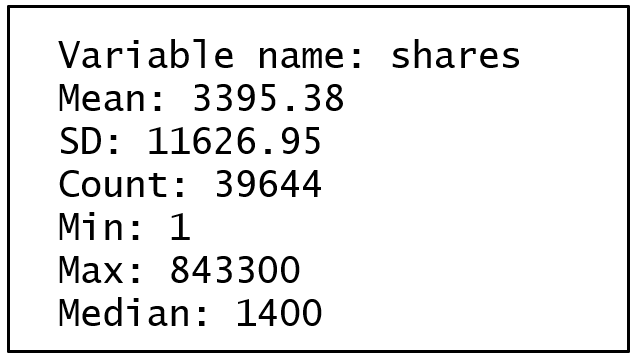 Variable name: shares
Mean: 3395.38
SD: 11626.95
Count: 39644
Min: 1
Max: 843300
Median: 1400